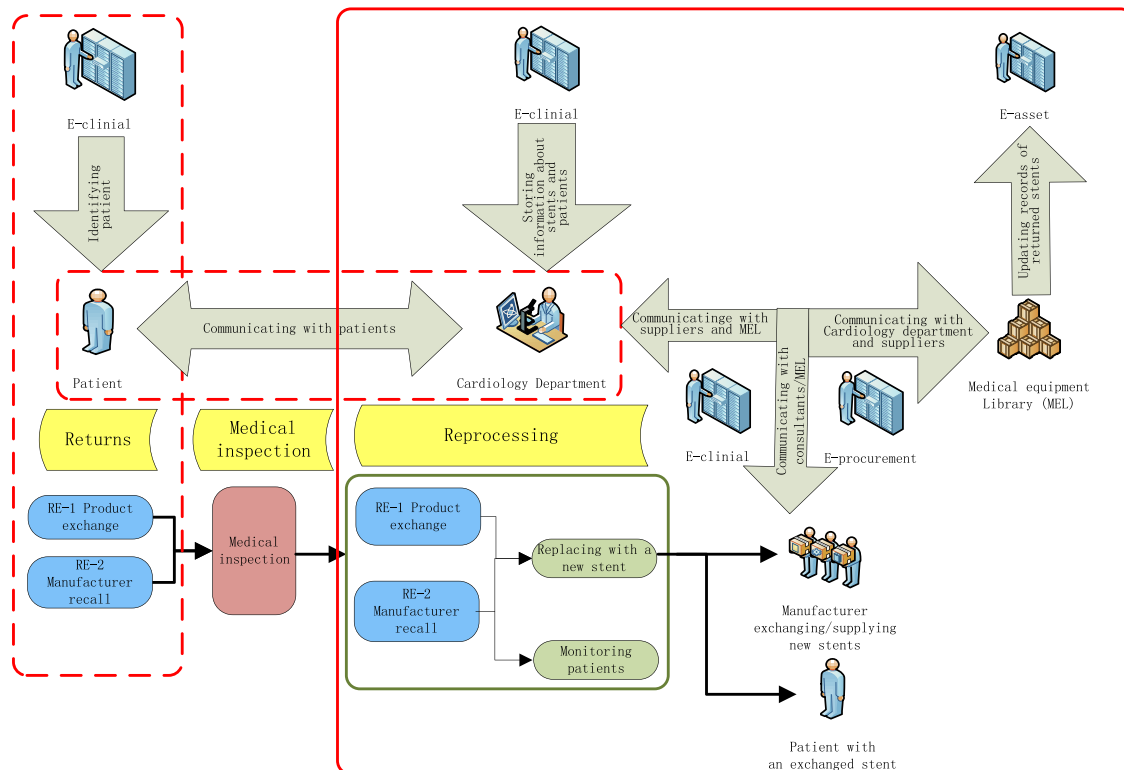 E-clinial
E-clinial
E-asset
Identifying
patient
Storing
information about
stents and
patients
Updating records of
returned stents
Communicating with patients
Communicatinge with
suppliers and MEL
Communicating with
Cardiology department
and suppliers
Patient
Cardiology Department
Medical equipment
Library (MEL)
Communicating with
consultants/MEL
E-clinial
E-procurement
Returns
Medical
inspection
Reprocessing
RE-1 Product
exchange
RE-2
Manufacturer
recall
Medical
inspection
RE-1 Product
exchange
RE-2
Manufacturer
recall
Replacing with a
new stent
Monitoring
patients
Manufacturer
exchanging/supplying
new stents
Patient with
an exchanged stent